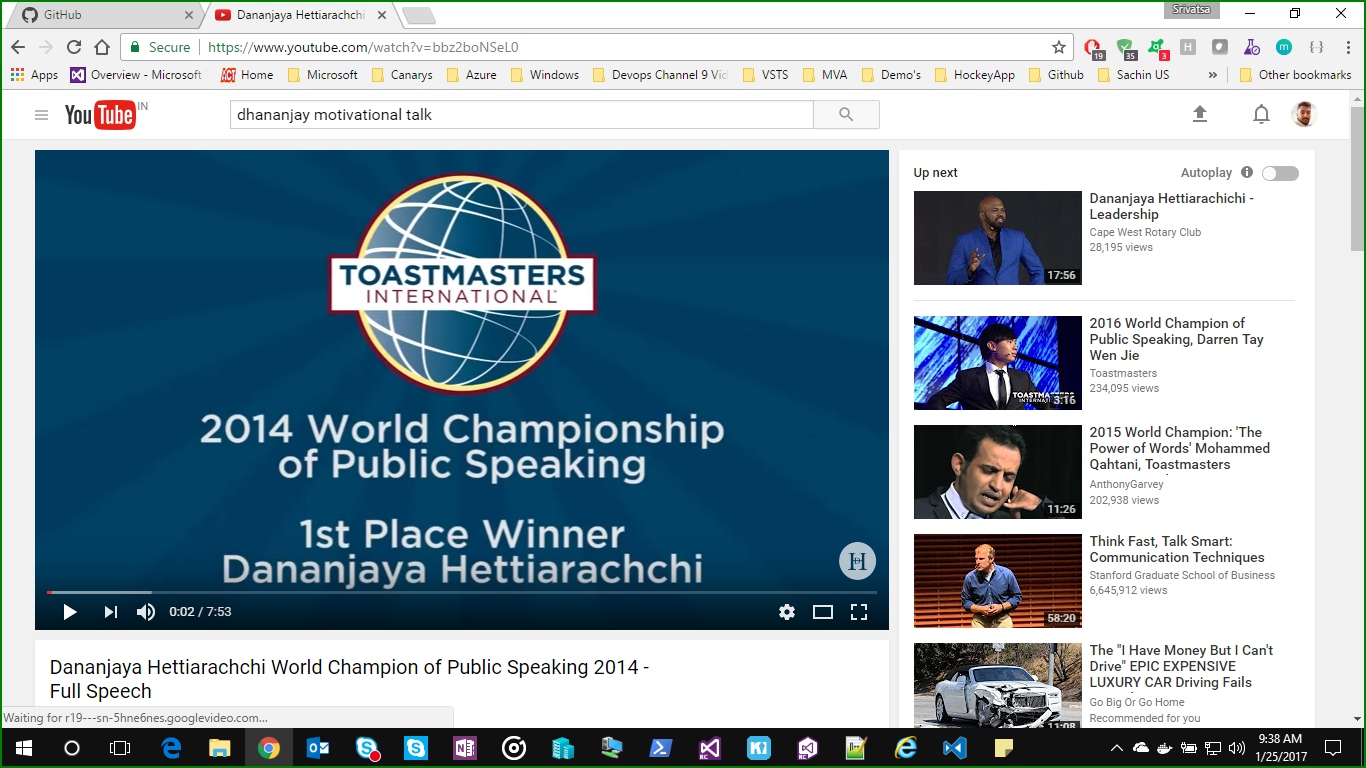 GitHub
Dananjaya Hettiarachchi
Srivatsa
Secure
https://www.youtube.com/watch?v=bbz2boNSeL0
19
35
3
H
m
Apps
Overview - Microsoft
ACT Home
Microsoft
Canarys
Azure
Windows
Devops Channel 9 Vid
VSTS
MVA
Demo's
HockeyApp
Github
Sachin US
»
Other bookmarks
YouTube IN
dhananjay motivational talk
TOASTMASTERS
INTERNATIONAL
2014 World Championship
of Public Speaking
1st Place Winner
Dananjaya Hettiarachchi
H
0:02 / 7:53
Dananjaya Hettiarachchi World Champion of Public Speaking 2014 -
Full Speech
Up next
Autoplay
Dananjaya Hettiarachichi -
Leadership
Cape West Rotary Club
28,195 views
17:56
2016 World Champion of
Public Speaking, Darren Tay
Wen Jie
Toastmasters
234,095 views
TOASTMASTERS
3:16
2015 World Champion: 'The
Power of Words' Mohammed
Qahtani, Toastmasters
AnthonyGarvey
202,938 views
11:26
Think Fast, Talk Smart:
Communication Techniques
Stanford Graduate School of Business
6,645,912 views
58:20
The "I Have Money But I Can't
Drive" EPIC EXPENSIVE
LUXURY CAR Driving Fails
Go Big Or Go Home
Recommended for you
11:08
Waiting for r19---sn-5hne6nes.googlevideo.com...
9:38 AM
1/25/2017